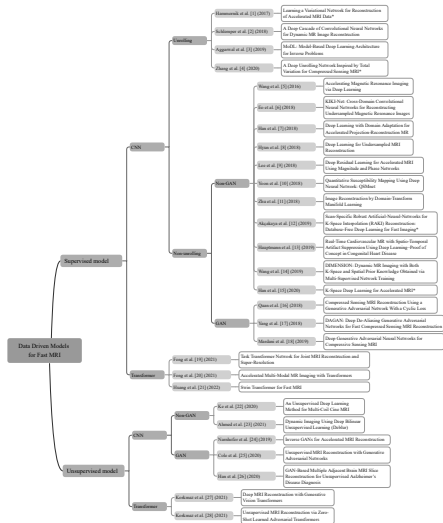 Data Driven Models
for Fast MRI
Supervised model
CNN
Unrolling
Hammernik et al. [1] (2017)
Learning a Variational Network for Reconstruction
of Accelerated MRI Data*
Schlemper et al. [2] (2018)
A Deep Cascade of Convolutional Neural Networks
for Dynamic MR Image Reconstruction
Aggarwal et al. [3] (2019)
MoDL: Model-Based Deep Learning Architecture
for Inverse Problems
Zhang et al. [4] (2020)
A Deep Unrolling Network Inspired by Total
Variation for Compressed Sensing MRI*
Non-unrolling
Non-GAN
Wang et al. [5] (2016)
Accelerating Magnetic Resonance Imaging
via Deep Learning
Eo et al. [6] (2018)
KIKI-Net: Cross-Domain Convolutional
Neural Networks for Reconstructing
Undersampled Magnetic Resonance Images
Han et al. [7] (2018)
Deep Learning with Domain Adaptation for
Accelerated Projection-Reconstruction MR
Hyun et al. [8] (2018)
Deep Learning for Undersampled MRI
Reconstruction
Lee et al. [9] (2018)
Deep Residual Learning for Accelerated MRI
Using Magnitude and Phase Networks
Yoon et al. [10] (2018)
Quantitative Susceptibility Mapping Using Deep
Neural Network: QSMnet
Zhu et al. [11] (2018)
Image Reconstruction by Domain-Transform
Manifold Learning
Akçakaya et al. [12] (2019)
Scan-Specific Robust Artificial-Neural-Networks for
K-Space Interpolation (RAKI) Reconstruction:
Database-Free Deep Learning for Fast Imaging*
Hauptmann et al. [13] (2019)
Real-Time Cardiovascular MR with Spatio-Temporal
Artifact Suppression Using Deep Learning–Proof of
Concept in Congenital Heart Disease
Wang et al. [14] (2019)
DIMENSION: Dynamic MR Imaging with Both
K-Space and Spatial Prior Knowledge Obtained via
Multi-Supervised Network Training
Han et al. [15] (2020)
K-Space Deep Learning for Accelerated MRI*
GAN
Quan et al. [16] (2018)
Compressed Sensing MRI Reconstruction Using a
Generative Adversarial Network With a Cyclic Loss
Yang et al. [17] (2018)
DAGAN: Deep De-Aliasing Generative Adversarial
Networks for Fast Compressed Sensing MRI Reconstruction
Mardani et al. [18] (2019)
Deep Generative Adversarial Neural Networks for
Compressive Sensing MRI
Transformer
Feng et al. [19] (2021)
Task Transformer Network for Joint MRI Reconstruction and
Super-Resolution
Feng et al. [20] (2021)
Accelerated Multi-Modal MR Imaging with Transformers
Huang et al. [21] (2022)
Swin Transformer for Fast MRI
Unsupervised model
CNN
Non-GAN
Ke et al. [22] (2020)
An Unsupervised Deep Learning
Method for Multi-Coil Cine MRI
Ahmed et al. [23] (2021)
Dynamic Imaging Using Deep Bilinear
Unsupervised Learning (Deblur)
GAN
Narnhofer et al. [24] (2019)
Inverse GANs for Accelerated MRI Reconstruction
Cole et al. [25] (2020)
Unsupervised MRI Reconstruction with Generative
Adversarial Networks
Han et al. [26] (2020)
GAN-Based Multiple Adjacent Brain MRI Slice
Reconstruction for Unsupervised Alzheimer's
Disease Diagnosis
Transformer
Korkmaz et al. [27] (2021)
Deep MRI Reconstruction with Generative
Vision Transformers
Korkmaz et al. [28] (2021)
Unsupervised MRI Reconstruction via Zero-
Shot Learned Adversarial Transformers